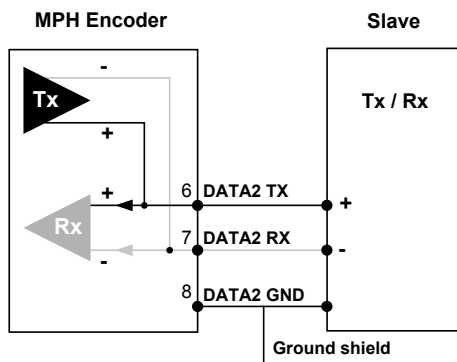 MPH Encoder
Slave
-
Tx
Tx / Rx
+
+
6 DATA2 TX
+
Rx
7 DATA2 RX
-
-
8 DATA2 GND
Ground shield